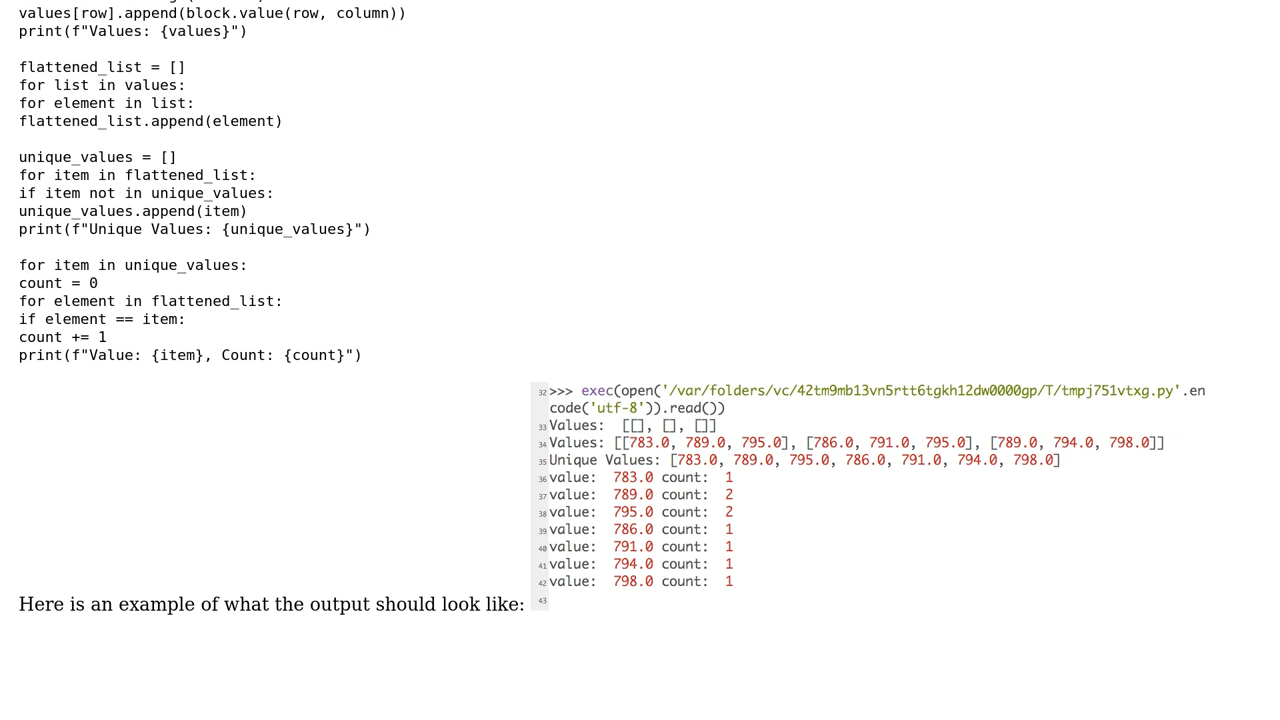 values[row].append(block.value(row, column))
print(f"Values: {values}")
flattened_list = []
for list in values:
for element in list:
flattened_list.append(element)
unique_values = []
for item in flattened_list:
if item not in unique_values:
unique_values.append(item)
print(f"Unique Values: {unique_values}")
for item in unique_values:
count = 0
for element in flattened_list:
if element == item:
count += 1
print(f"Value: {item}, Count: {count}")
32 >>> exec(open('/var/folders/vc/42tm9mb13vn5rtt6tgkh12dw0000gp/T/tmpj751vtxg.py'.en
code('utf-8')).read())
33 Values:  [[], [], []]
34 Values: [[783.0, 789.0, 795.0], [786.0, 791.0, 795.0], [789.0, 794.0, 798.0]]
35 Unique Values: [783.0, 789.0, 795.0, 786.0, 791.0, 794.0, 798.0]
36 value:  783.0 count:  1
37 value:  789.0 count:  2
38 value:  795.0 count:  2
39 value:  786.0 count:  1
40 value:  791.0 count:  1
41 value:  794.0 count:  1
42 value:  798.0 count:  1
43
Here is an example of what the output should look like: